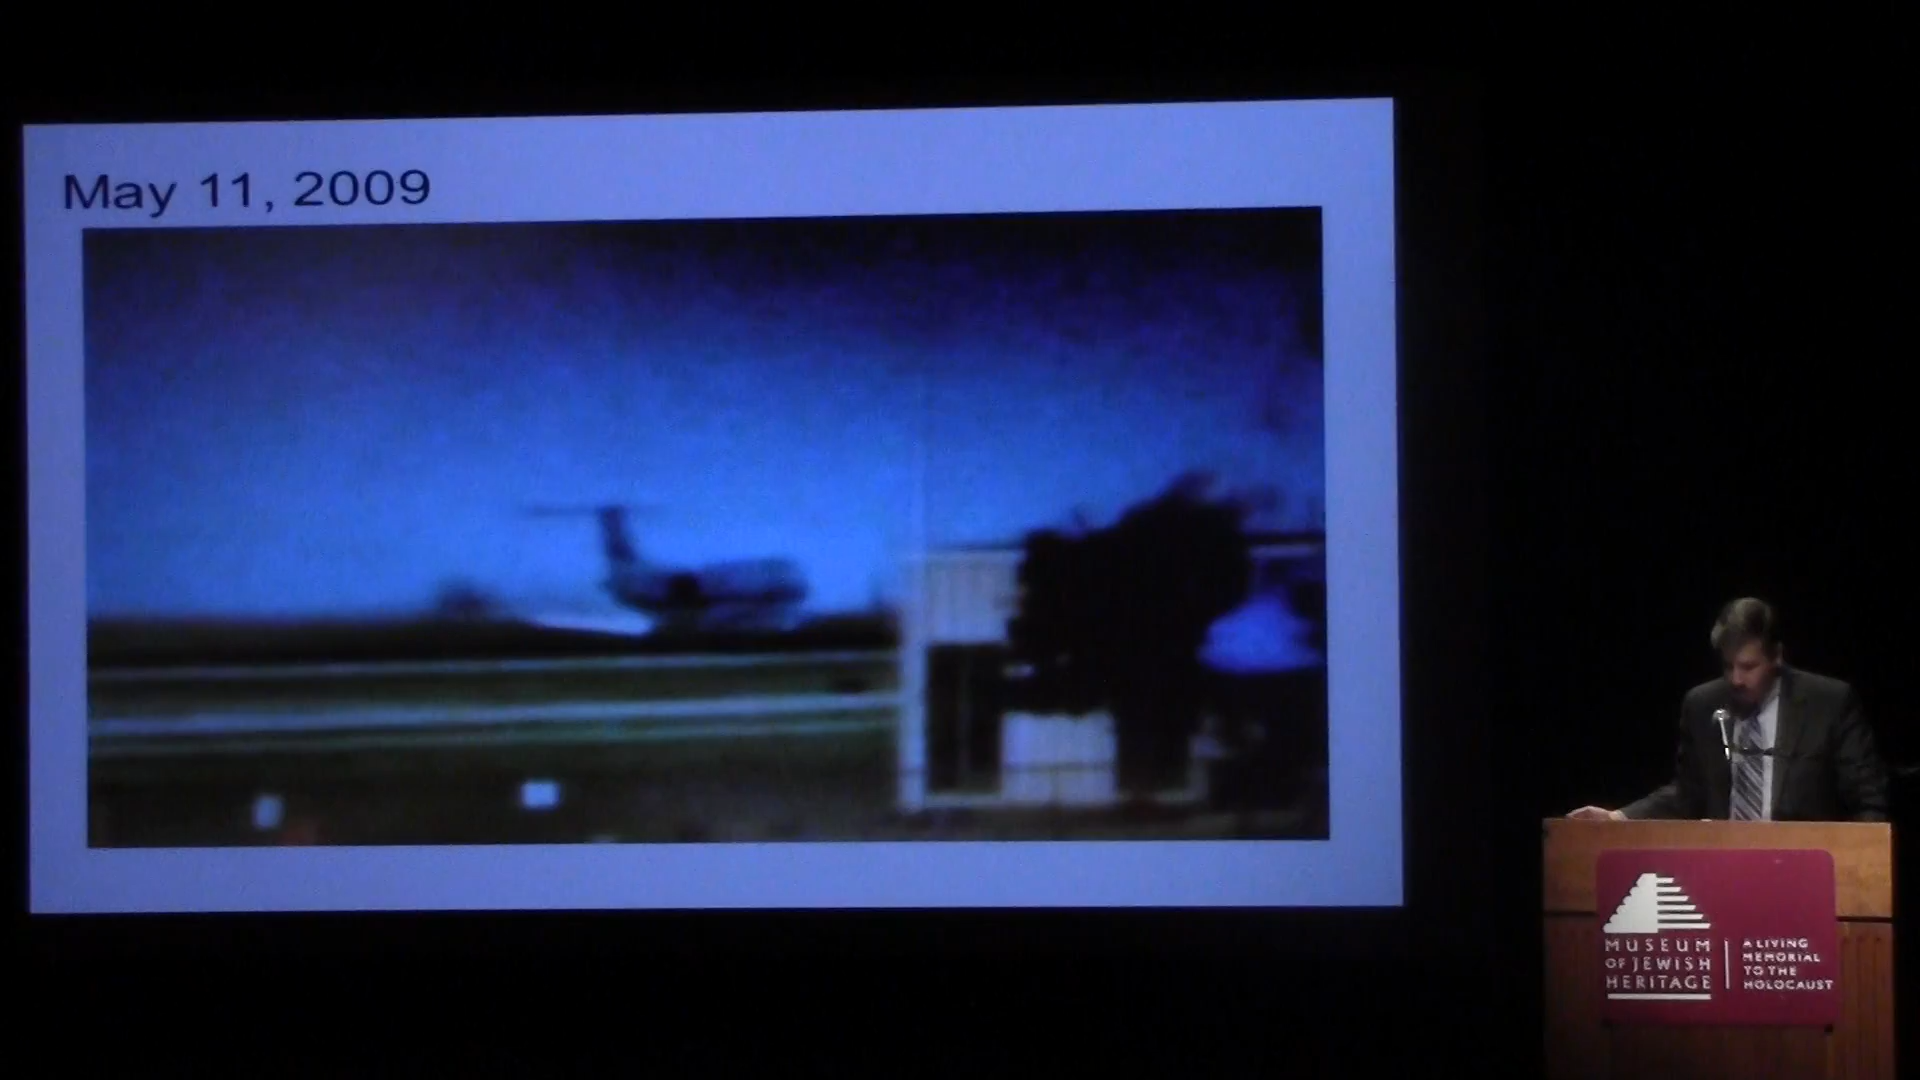 May 11, 2009
MUSEUM
OF JEWISH
HERITAGE
A LIVING
MEMORIAL
TO THE
HOLOCAUST